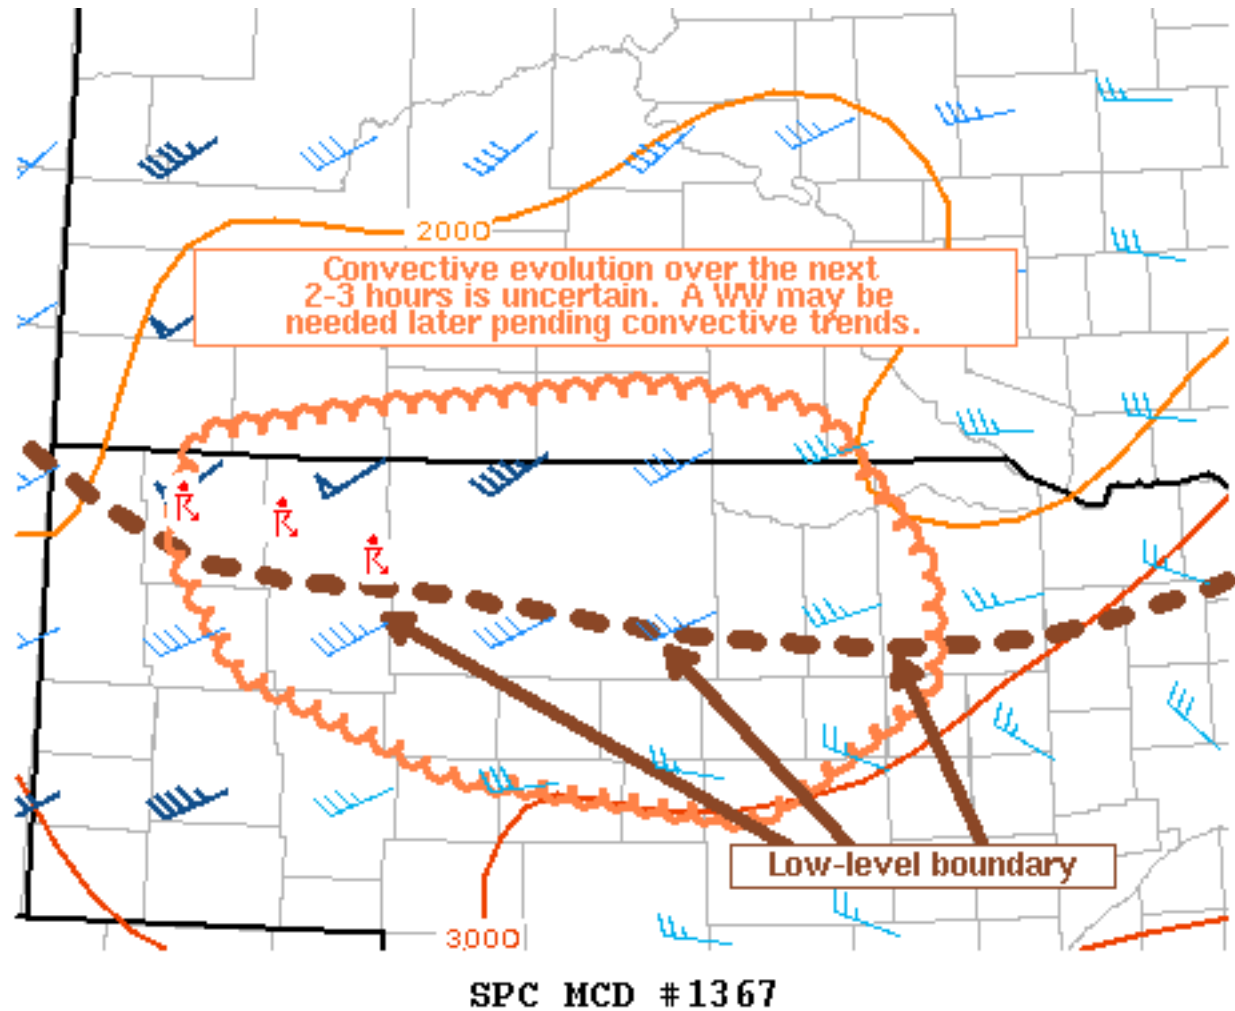 2000
Convective evolution over the next
2-3 hours is uncertain.  A WW may be
needed later pending convective trends.
Low-level boundary
3000
SPC MCD #1367